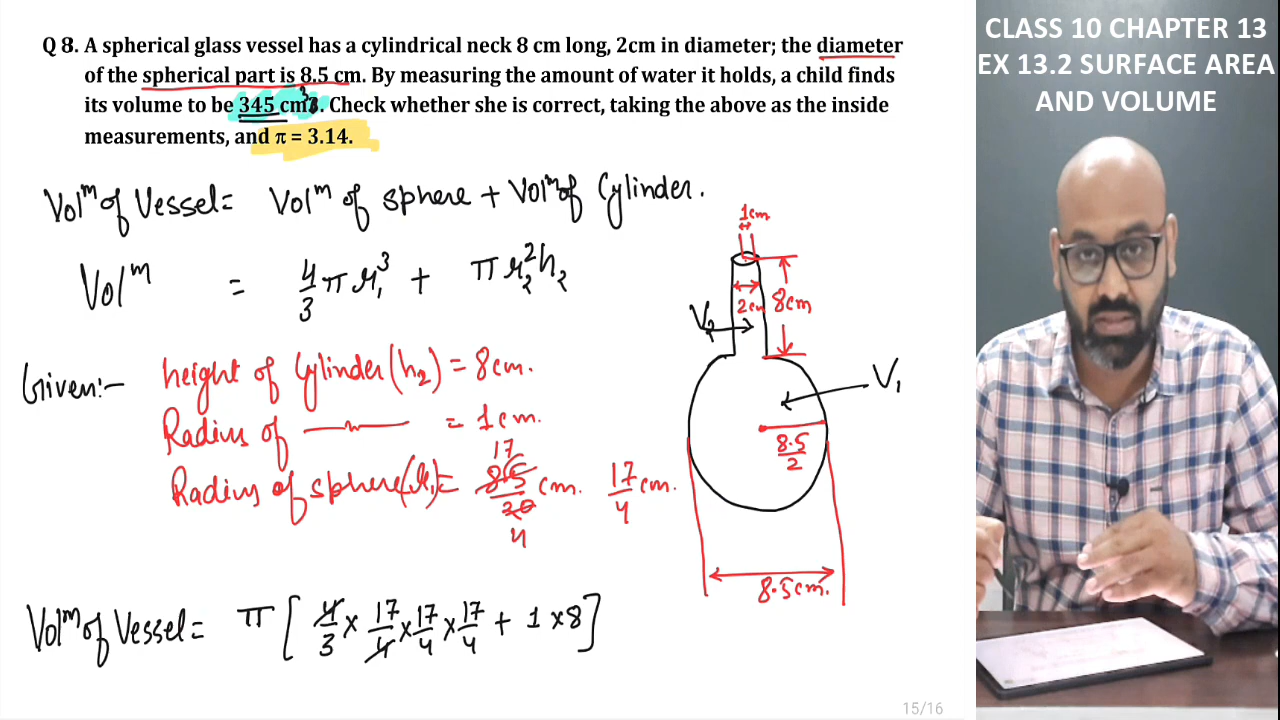 Q 8. A spherical glass vessel has a cylindrical neck 8 cm long, 2cm in diameter; the diameter
of the spherical part is 8.5 cm. By measuring the amount of water it holds, a child finds
its volume to be 345 cm³. Check whether she is correct, taking the above as the inside
measurements, and π = 3.14.
CLASS 10 CHAPTER 13
EX 13.2 SURFACE AREA
AND VOLUME
Volᵐ of Vessel = Volᵐ of sphere + Volᵐ of Cylinder.
Volᵐ = 4/3 π r₁³ + π r₂² h₂
Given:- height of Cylinder (h₂) = 8cm.
Radius of = 1cm.
Radius of sphere (r₁) = 8.5/20 17/4 cm. 17/4 cm.
Volᵐ of Vessel = π [ 4/3 × 17/4 × 17/4 × 17/4 + 1 × 8 ]
1cm
2cm
8cm
V₂
V₁
8.5/2
8.5cm.
15/16